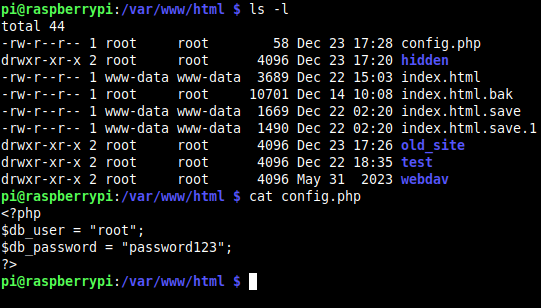 pi@raspberrypi:/var/www/html $ ls -l
total 44
-rw-r--r-- 1 root     root        58 Dec 23 17:28 config.php
drwxr-xr-x 2 root     root      4096 Dec 23 17:20 hidden
-rw-r--r-- 1 www-data www-data  3689 Dec 22 15:03 index.html
-rw-r--r-- 1 root     root     10701 Dec 14 10:08 index.html.bak
-rw-r--r-- 1 www-data www-data  1669 Dec 22 02:20 index.html.save
-rw-r--r-- 1 www-data www-data  1490 Dec 22 02:20 index.html.save.1
drwxr-xr-x 2 root     root      4096 Dec 23 17:26 old_site
drwxr-xr-x 2 root     root      4096 Dec 22 18:35 test
drwxr-xr-x 2 root     root      4096 May 31  2023 webdav
pi@raspberrypi:/var/www/html $ cat config.php
<?php
$db_user = "root";
$db_password = "password123";
?>
pi@raspberrypi:/var/www/html $